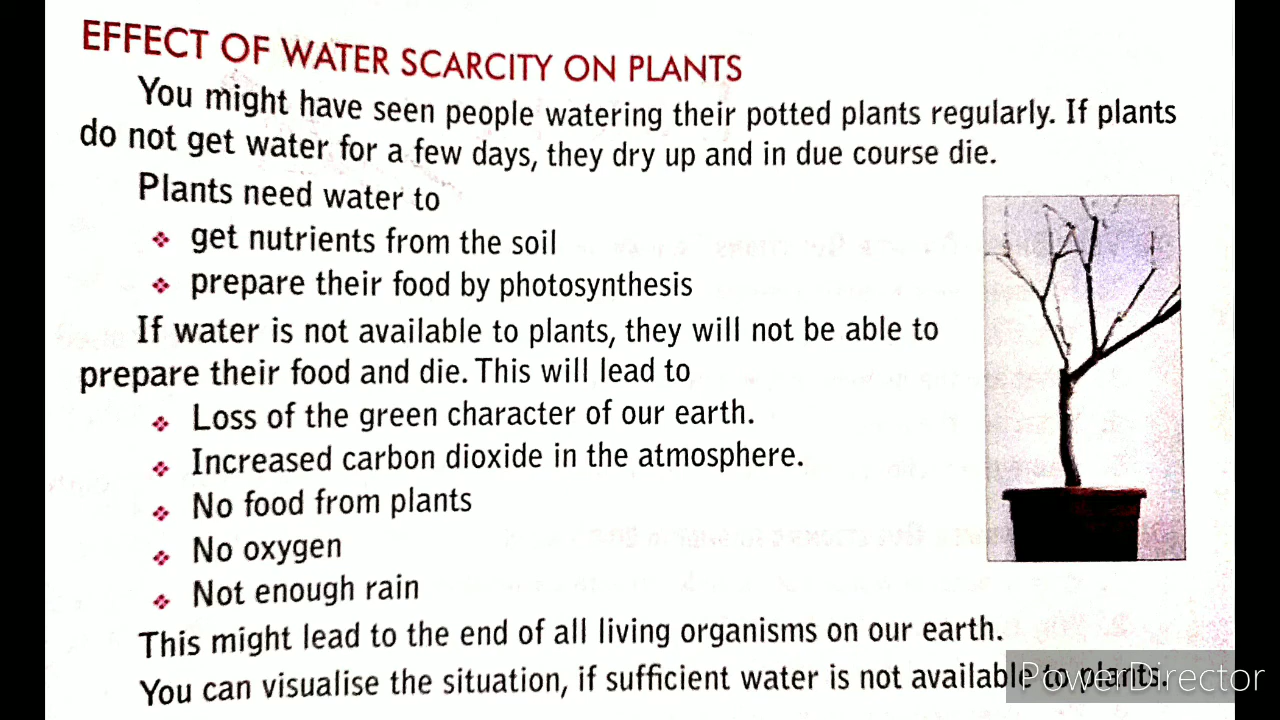 EFFECT OF WATER SCARCITY ON PLANTS
You might have seen people watering their potted plants regularly. If plants
do not get water for a few days, they dry up and in due course die.
Plants need water to
❖ get nutrients from the soil
❖ prepare their food by photosynthesis
If water is not available to plants, they will not be able to
prepare their food and die. This will lead to
❖ Loss of the green character of our earth.
❖ Increased carbon dioxide in the atmosphere.
❖ No food from plants
❖ No oxygen
❖ Not enough rain
This might lead to the end of all living organisms on our earth.
You can visualise the situation, if sufficient water is not available to plants.
PowerDirector